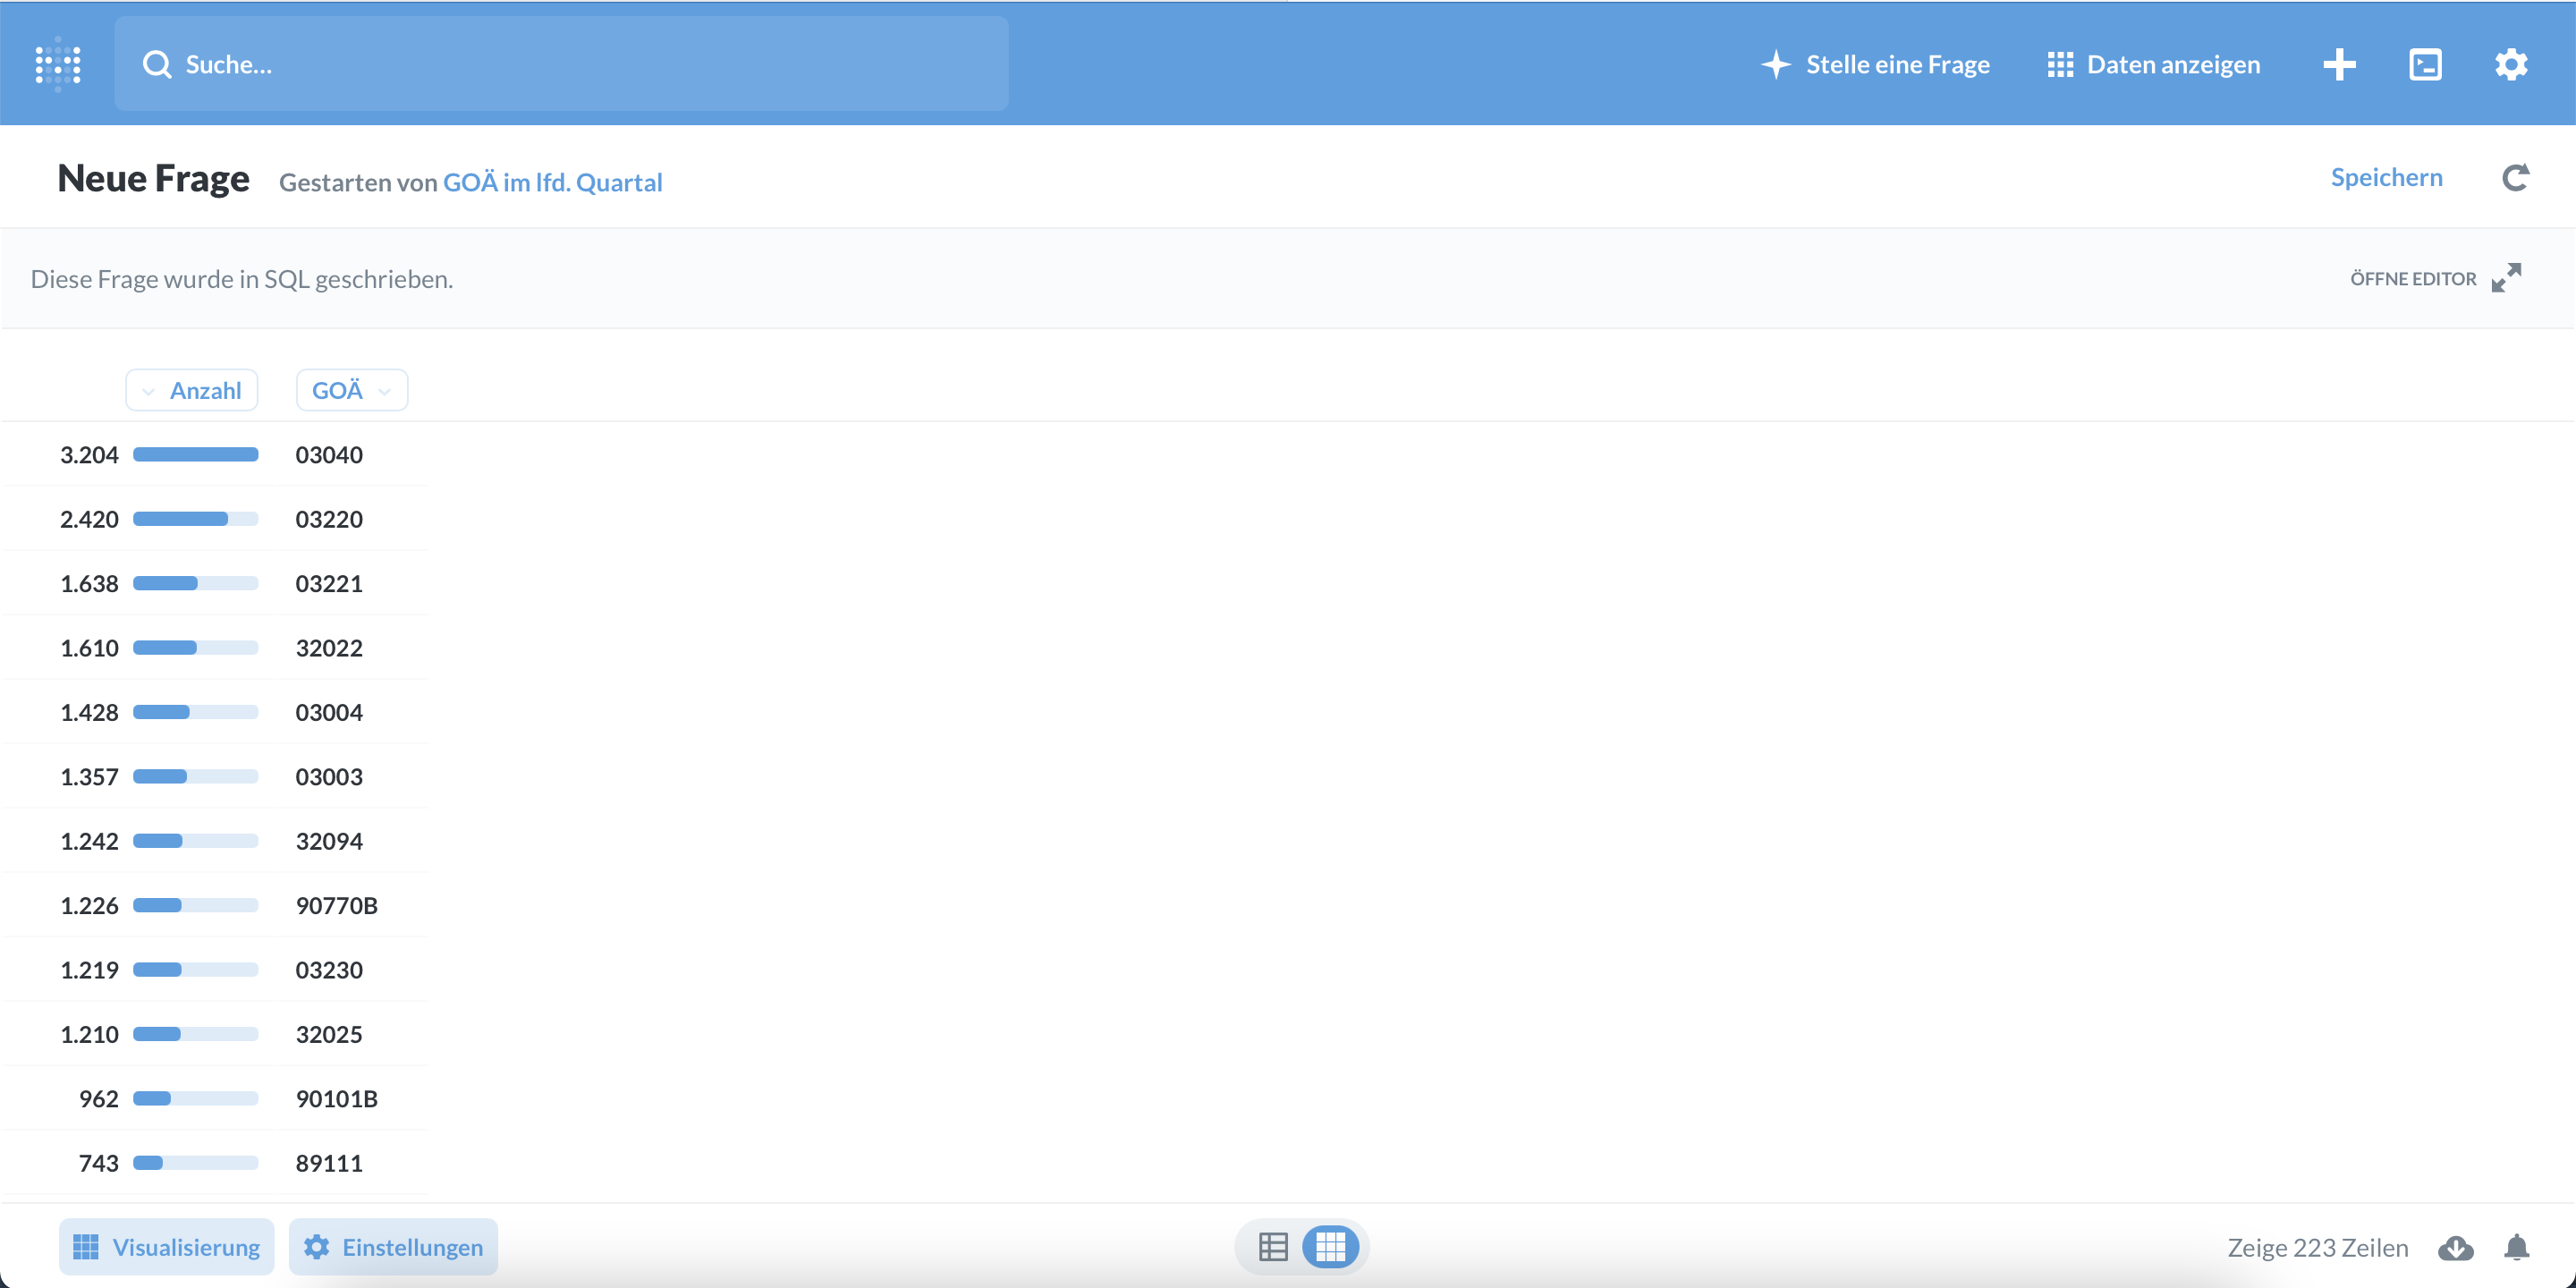 Suche...
Stelle eine Frage
Daten anzeigen
Neue Frage
Gestarten von GOÄ im lfd. Quartal
Speichern
Diese Frage wurde in SQL geschrieben.
ÖFFNE EDITOR
Anzahl GOÄ
3.204 03040
2.420 03220
1.638 03221
1.610 32022
1.428 03004
1.357 03003
1.242 32094
1.226 90770B
1.219 03230
1.210 32025
962 90101B
743 89111
Visualisierung
Einstellungen
Zeige 223 Zeilen